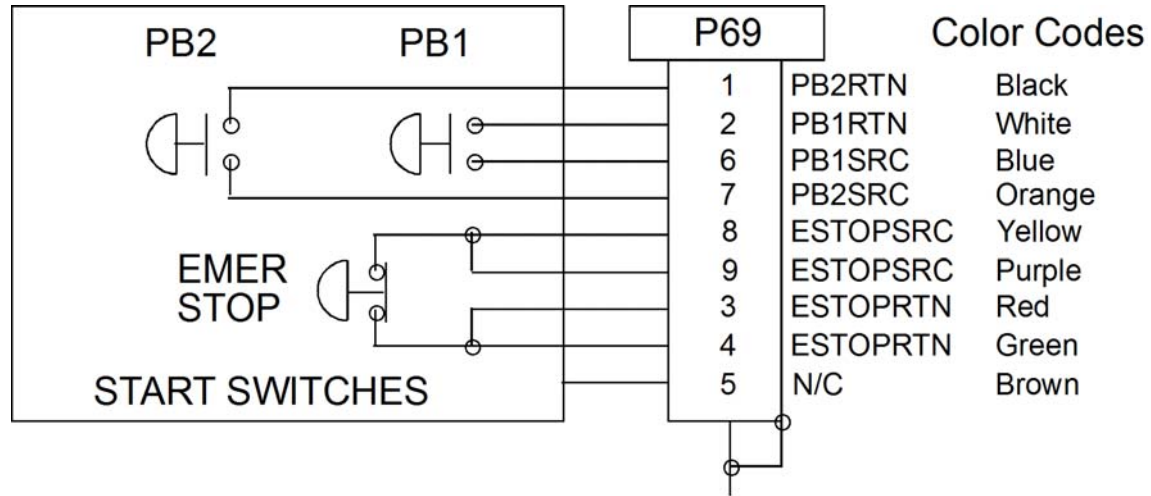 PB2 PB1 P69 Color Codes
1 PB2RTN Black
2 PB1RTN White
6 PB1SRC Blue
7 PB2SRC Orange
8 ESTOPSRC Yellow
EMER
9 ESTOPSRC Purple
STOP
3 ESTOPRTN Red
4 ESTOPRTN Green
START SWITCHES
5 N/C Brown